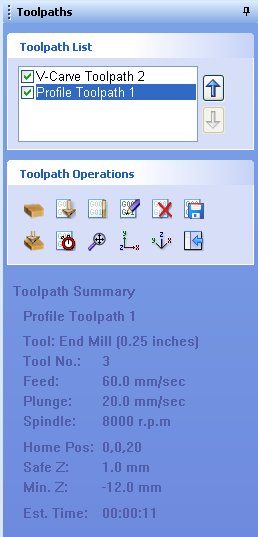 Toolpaths
Toolpath List
V-Carve Toolpath 2
Profile Toolpath 1
Toolpath Operations
Toolpath Summary
Profile Toolpath 1
Tool: End Mill (0.25 inches)
Tool No.: 3
Feed: 60.0 mm/sec
Plunge: 20.0 mm/sec
Spindle: 8000 r.p.m
Home Pos: 0,0,20
Safe Z: 1.0 mm
Min. Z: -12.0 mm
Est. Time: 00:00:11